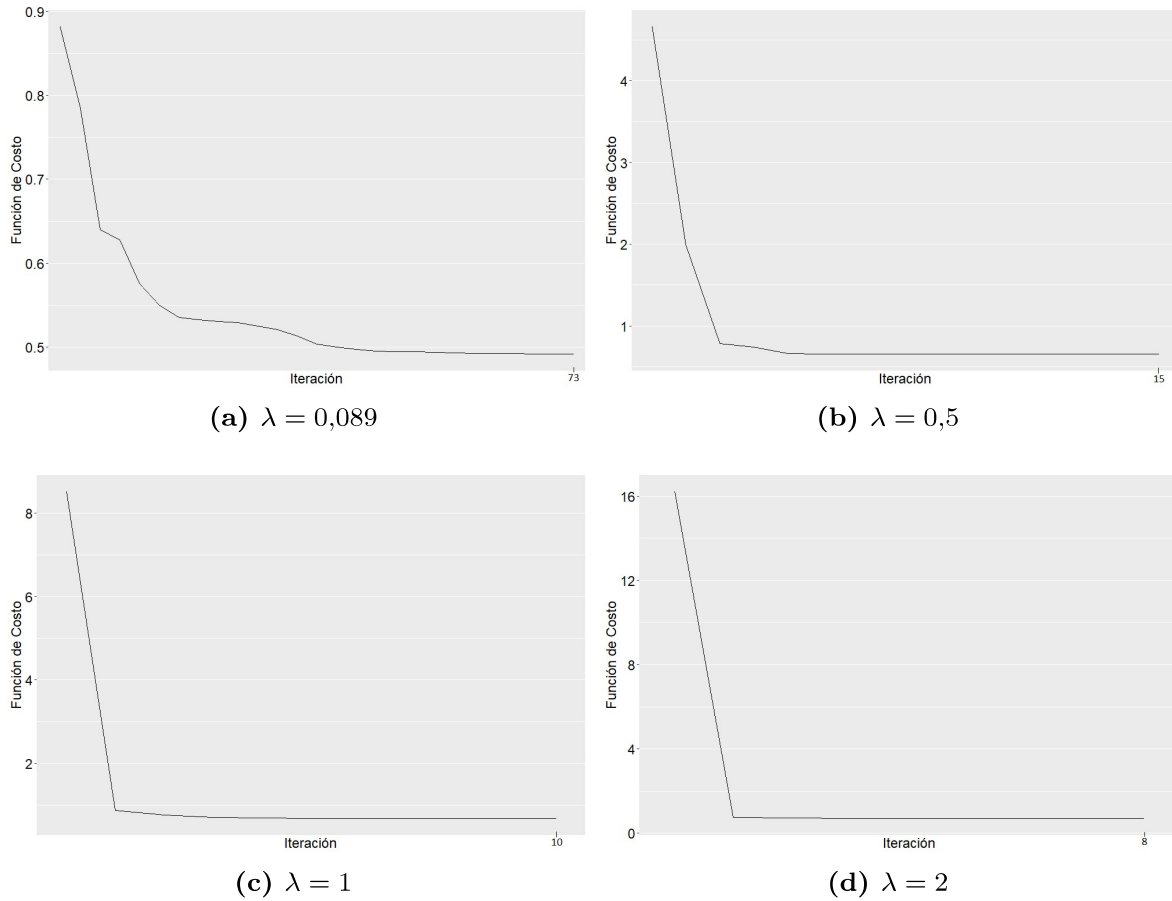 0.9
0.8
0.7
0.6
0.5
Función de Costo
Iteración
73
(a) λ = 0,089
4
3
2
1
Función de Costo
Iteración
15
(b) λ = 0,5
8
6
4
2
Función de Costo
Iteración
10
(c) λ = 1
16
12
8
4
0
Función de Costo
Iteración
8
(d) λ = 2